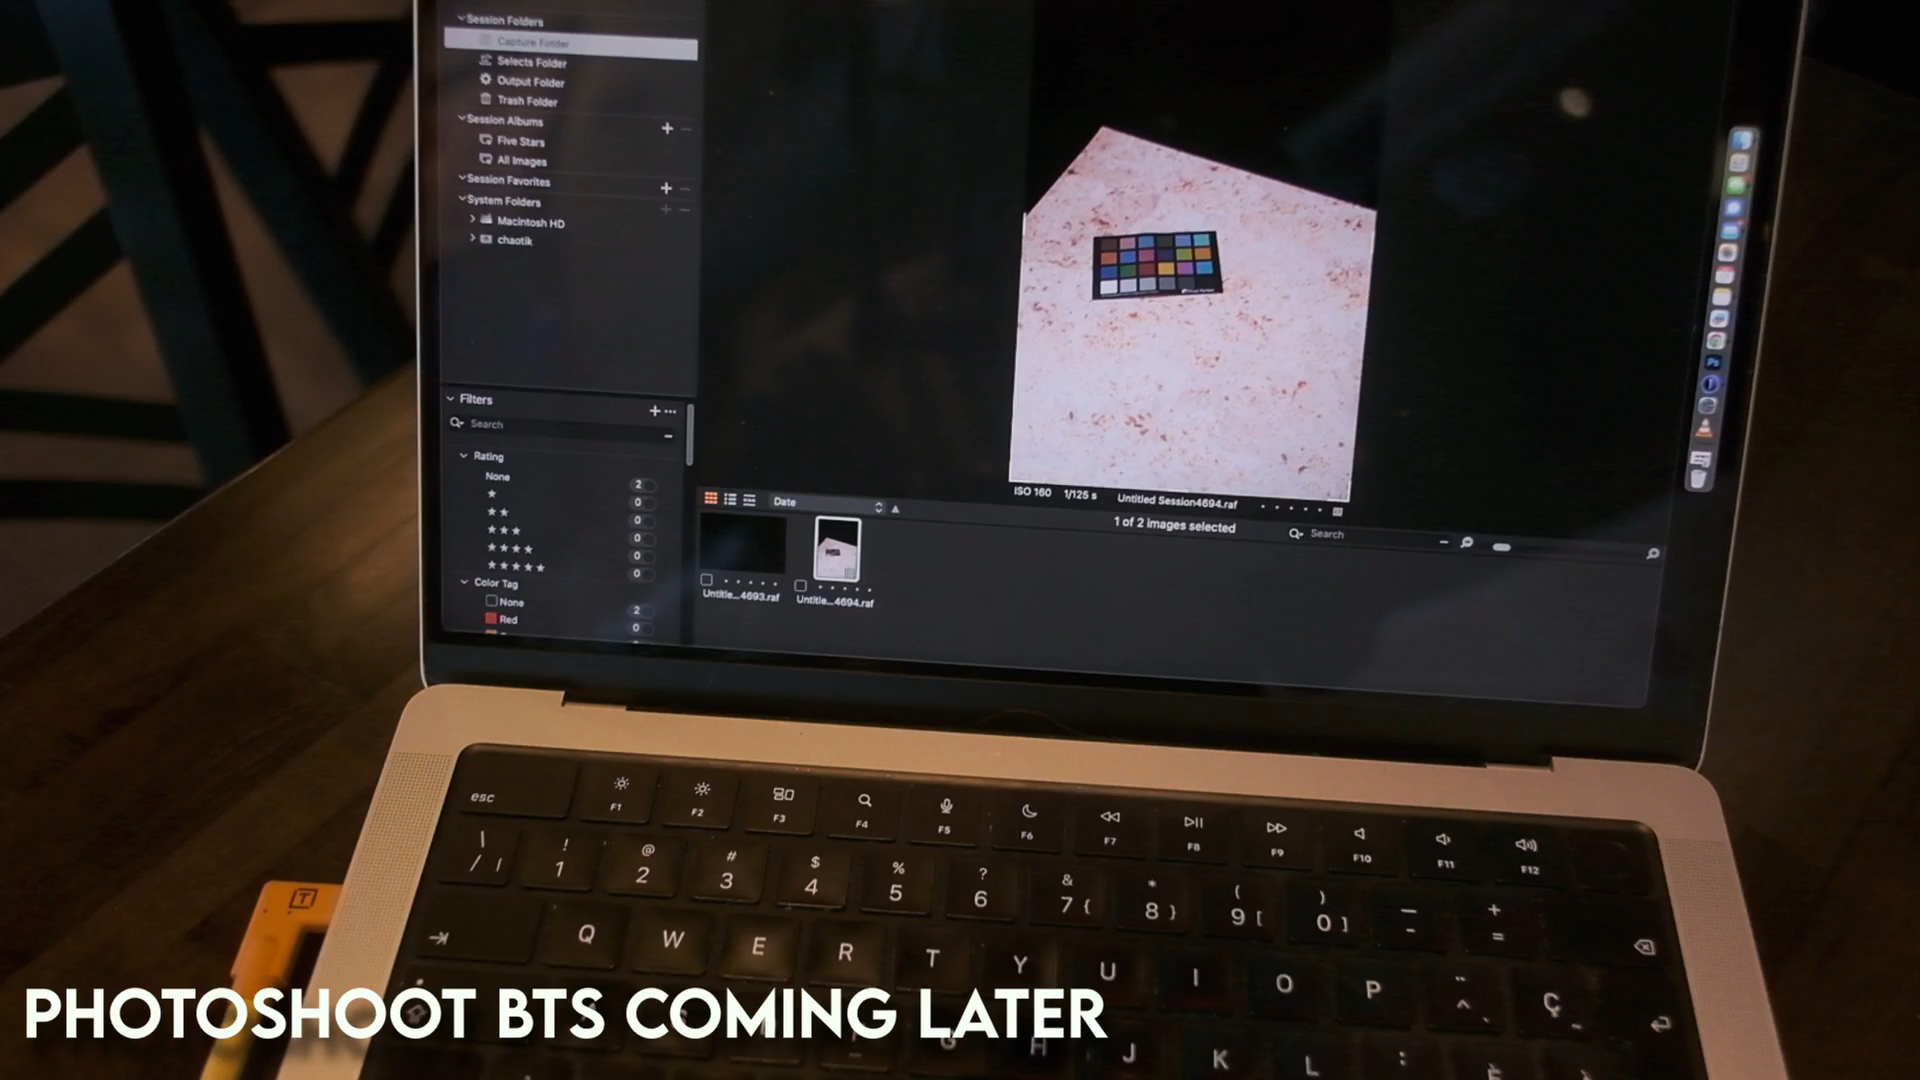 Session Folders
Capture Folder
Selects Folder
Output Folder
Trash Folder
Session Albums
Five Stars
All Images
Session Favorites
System Folders
Macintosh HD
chaotik
Filters
Search
Rating
None 2
★ 0
★★ 0
★★★ 0
★★★★ 0
★★★★★ 0
Color Tag
None 2
Red 0
ISO 160 1/125 s Untitled Session4694.raf
Date
1 of 2 images selected
Search
Untitle...4693.raf
Untitle...4694.raf
Ps
esc F1 F2 F3 F4 F5 F6 F7 F8 F9 F10 F11 F12
\ ! @ # $ % ? & * ( ) _ +
/ | 1 2 3 4 5 6 7 { 8 } 9 [ 0 ] - =
Q W E R T Y U I O P ¨ ^ Ç
G H J K L : È
T
PHOTOSHOOT BTS COMING LATER